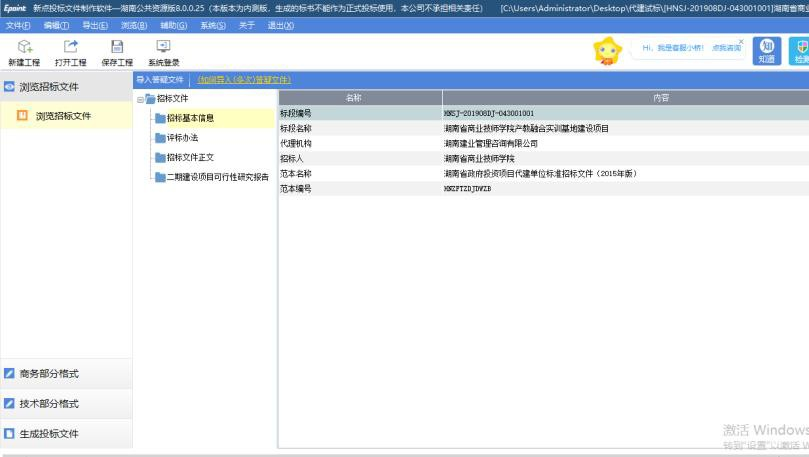 Epoint 新点投标文件制作软件—湖南公共资源版8.0.0.25（本版本为内测版，生成的标书不能作为正式投标使用，本公司不承担相关责任） [C:\Users\Administrator\Desktop\代建试标\[HNSJ-201908DJ-043001001]湖南省商业
文件(F) 编辑(T) 导出(E) 浏览(B) 辅助(G) 系统(S) 关于 退出(X)
新建工程 打开工程 保存工程 系统登录
Hi，我是客服小桥！ 点我咨询
知道
检测
浏览招标文件
浏览招标文件
导入答疑文件 (如何导入(多次)答疑文件)
招标文件
招标基本信息
评标办法
招标文件正文
二期建设项目可行性研究报告
名称 内容
标段编号 HNSJ-201908DJ-043001001
标段名称 湖南省商业技师学院产教融合实训基地建设项目
代理机构 湖南建业管理咨询有限公司
招标人 湖南省商业技师学院
范本名称 湖南省政府投资项目代建单位标准招标文件（2015年版）
范本编号 HNZFTZDJDWZB
商务部分格式
技术部分格式
生成投标文件
激活 Windows
转到"设置"以激活 W